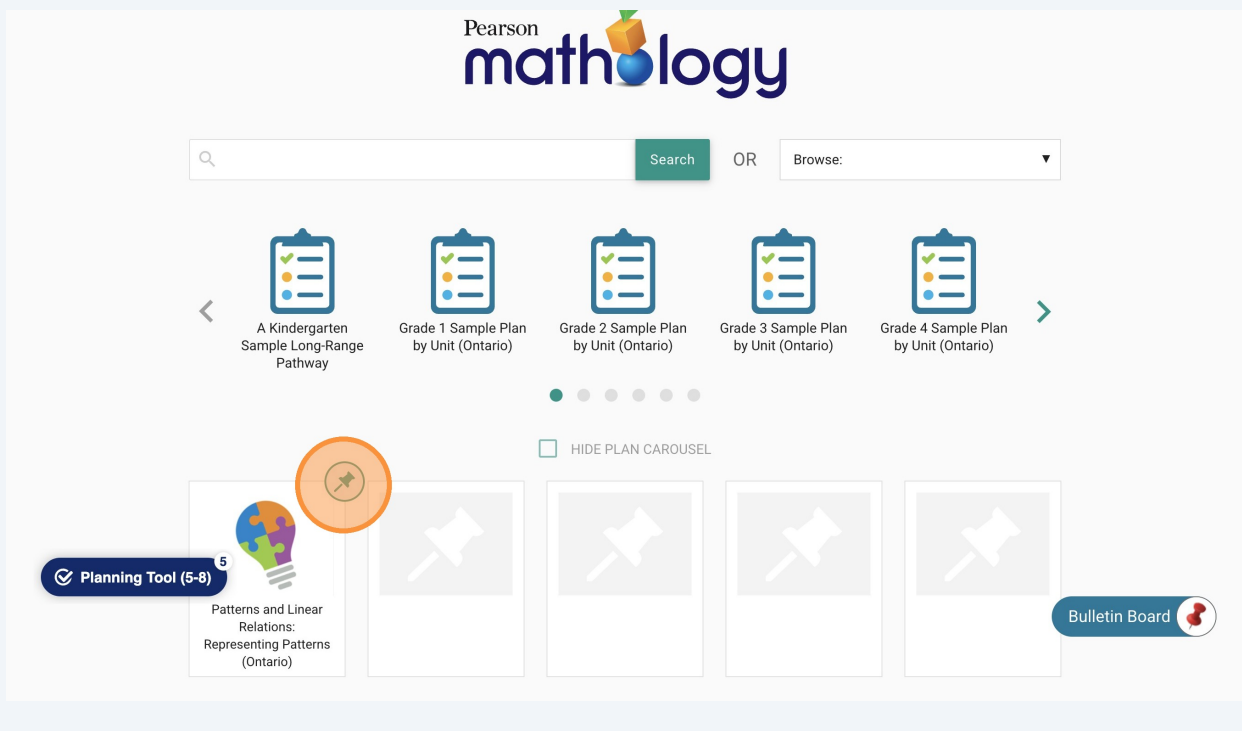 Pearson
mathology
Search
OR
Browse:
A Kindergarten
Sample Long-Range
Pathway
Grade 1 Sample Plan
by Unit (Ontario)
Grade 2 Sample Plan
by Unit (Ontario)
Grade 3 Sample Plan
by Unit (Ontario)
Grade 4 Sample Plan
by Unit (Ontario)
HIDE PLAN CAROUSEL
Planning Tool (5-8)
5
Patterns and Linear
Relations:
Representing Patterns
(Ontario)
Bulletin Board